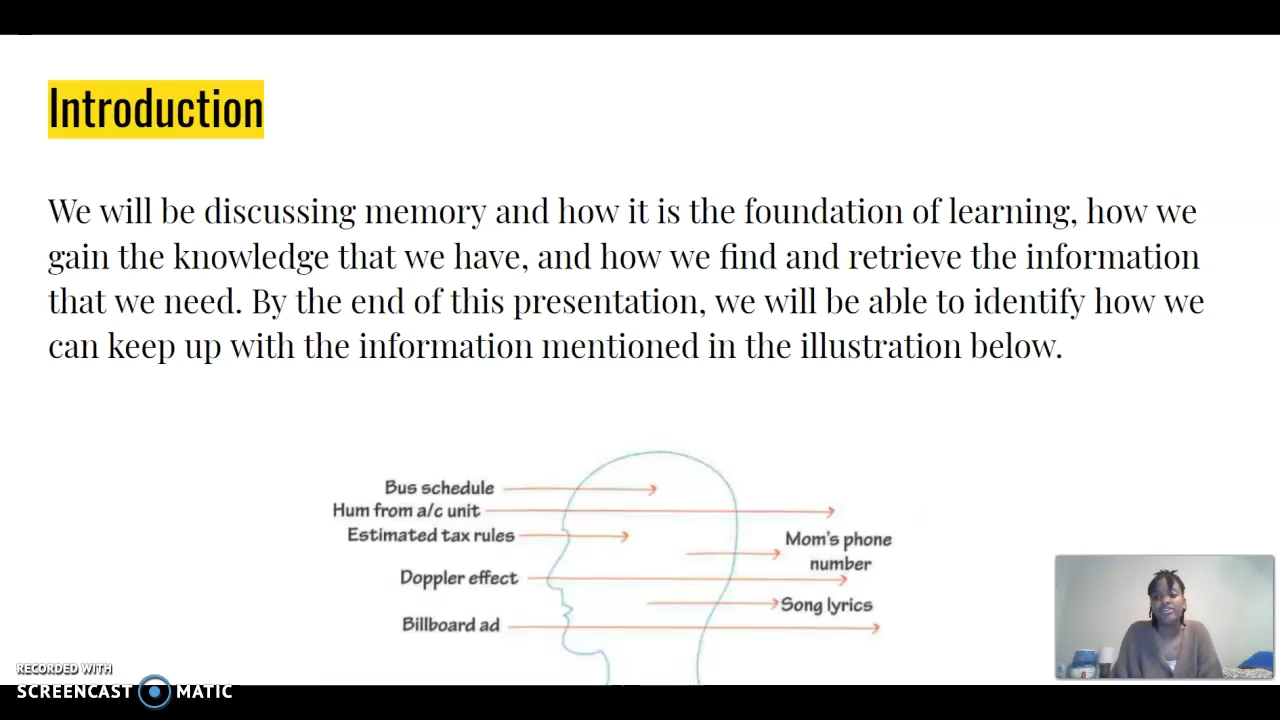 Introduction
We will be discussing memory and how it is the foundation of learning, how we
gain the knowledge that we have, and how we find and retrieve the information
that we need. By the end of this presentation, we will be able to identify how we
can keep up with the information mentioned in the illustration below.
Bus schedule
Hum from a/c unit
Estimated tax rules
Mom's phone
number
Doppler effect
Song lyrics
Billboard ad
RECORDED WITH
SCREENCAST MATIC